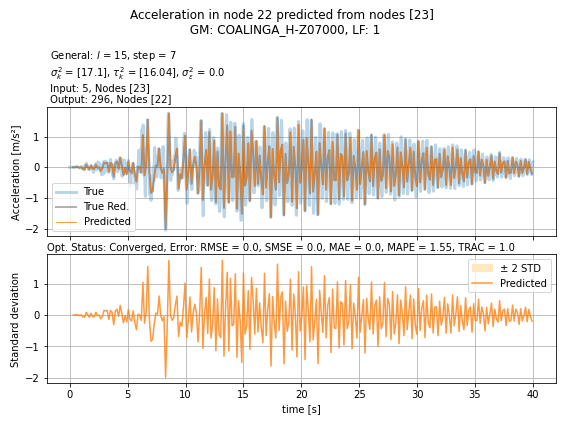 Acceleration in node 22 predicted from nodes [23]
GM: COALINGA_H-Z07000, LF: 1
General: l = 15, step = 7
σ²ₖ = [17.1], τ²ₖ = [16.04], σ²ε = 0.0
Input: 5, Nodes [23]
Output: 296, Nodes [22]
Acceleration [m/s²]
1
0
−1
−2
True
True Red.
Predicted
Opt. Status: Converged, Error: RMSE = 0.0, SMSE = 0.0, MAE = 0.0, MAPE = 1.55, TRAC = 1.0
Standard deviation
1
0
−1
−2
± 2 STD
Predicted
0 5 10 15 20 25 30 35 40
time [s]